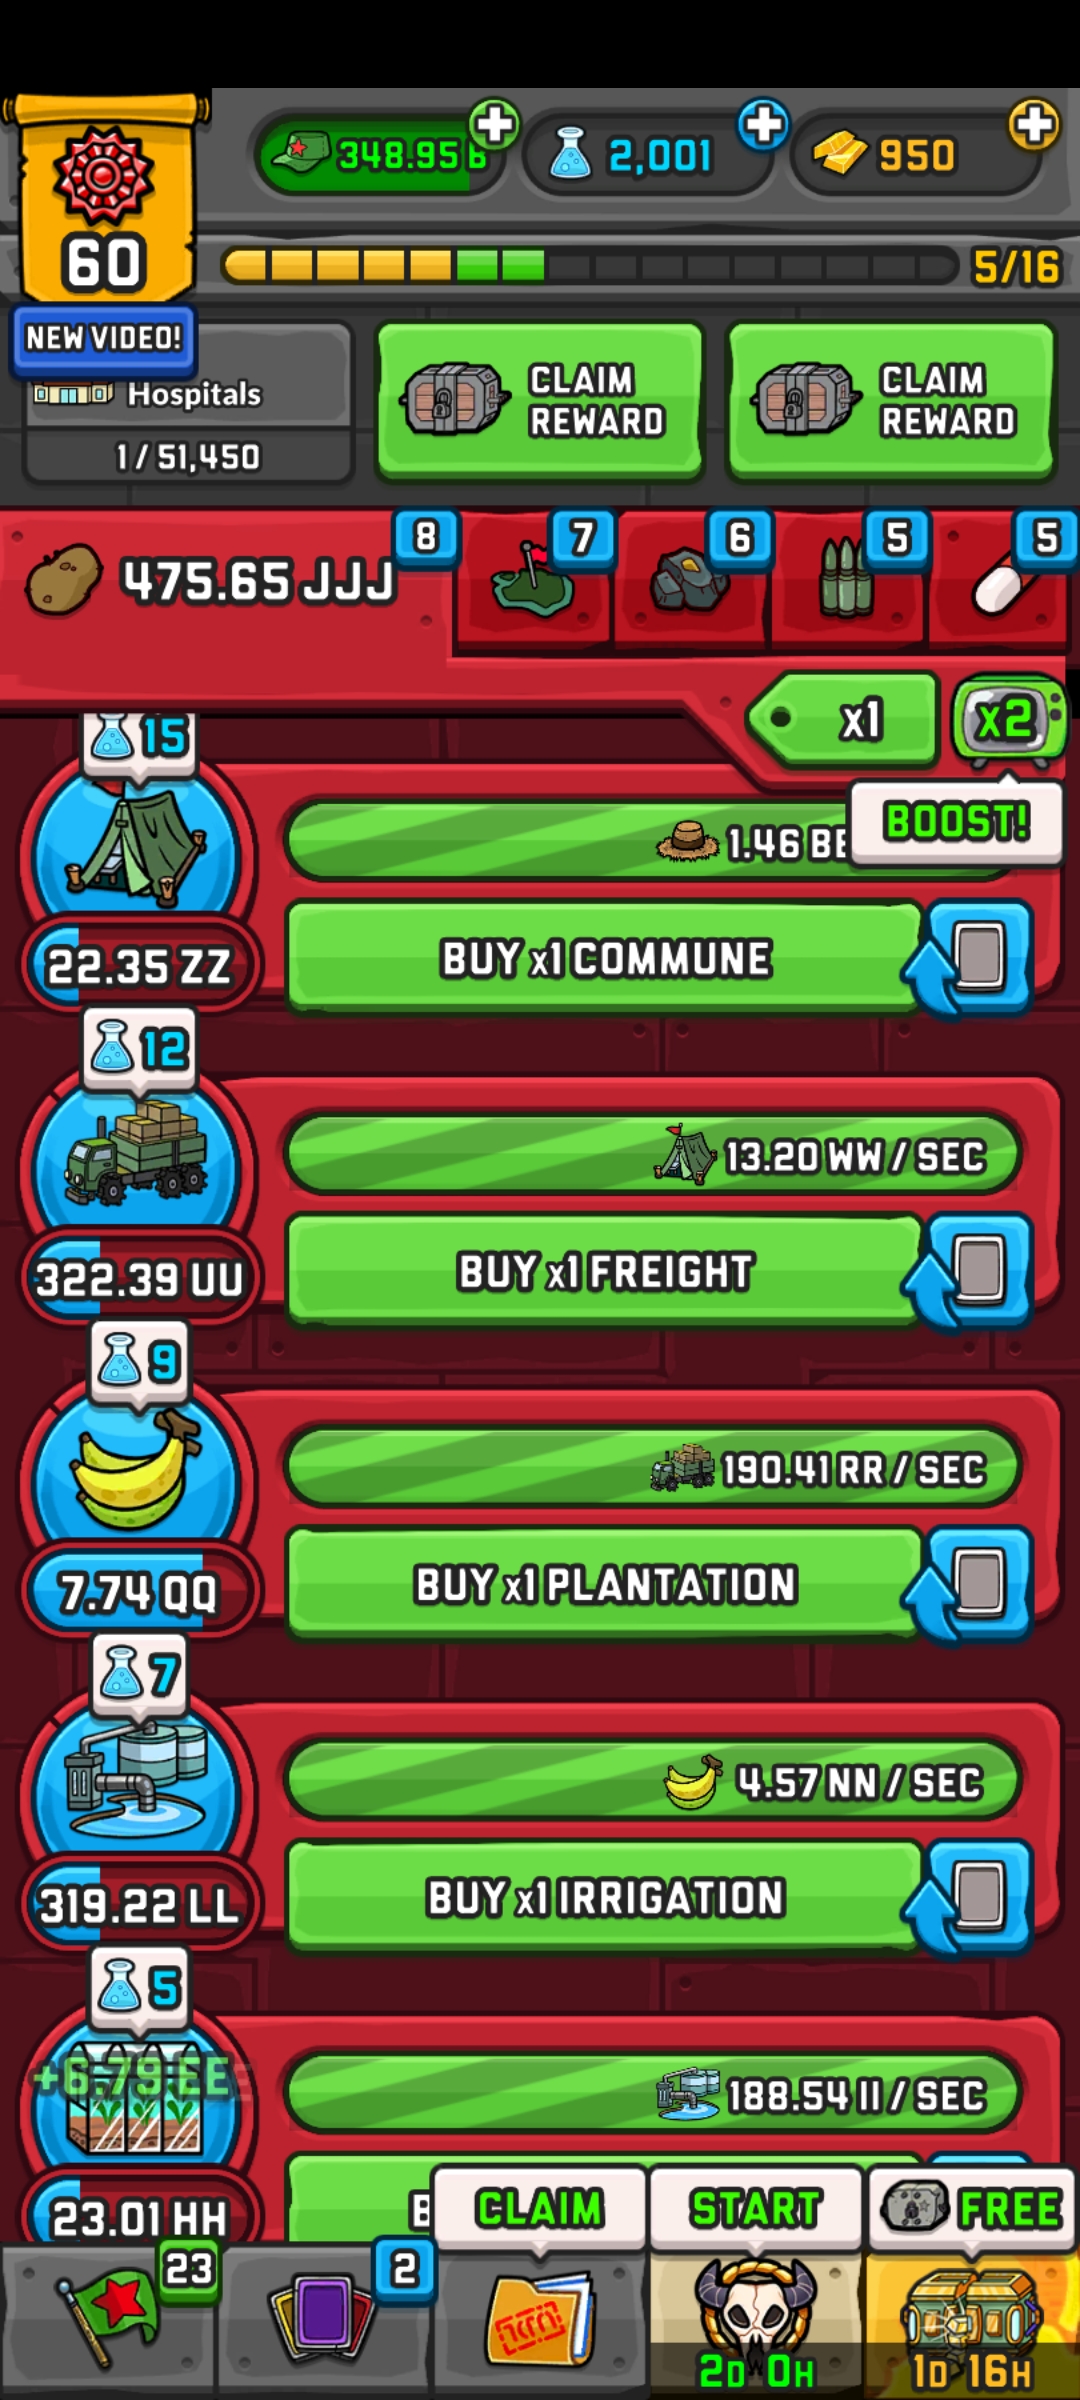 348.95 B
2,001
950
60
5/16
NEW VIDEO!
Hospitals
1 / 51,450
CLAIM
REWARD
CLAIM
REWARD
475.65 JJJ
8
7
6
5
5
x1
x2
BOOST!
15
1.46 BB
22.35 ZZ
BUY x1 COMMUNE
12
13.20 WW / SEC
322.39 UU
BUY x1 FREIGHT
9
190.41 RR / SEC
7.74 QQ
BUY x1 PLANTATION
7
4.57 NN / SEC
319.22 LL
BUY x1 IRRIGATION
5
+6.79 EE
188.54 II / SEC
23.01 HH
B
CLAIM
START
FREE
23
2
2D 0H
1D 16H